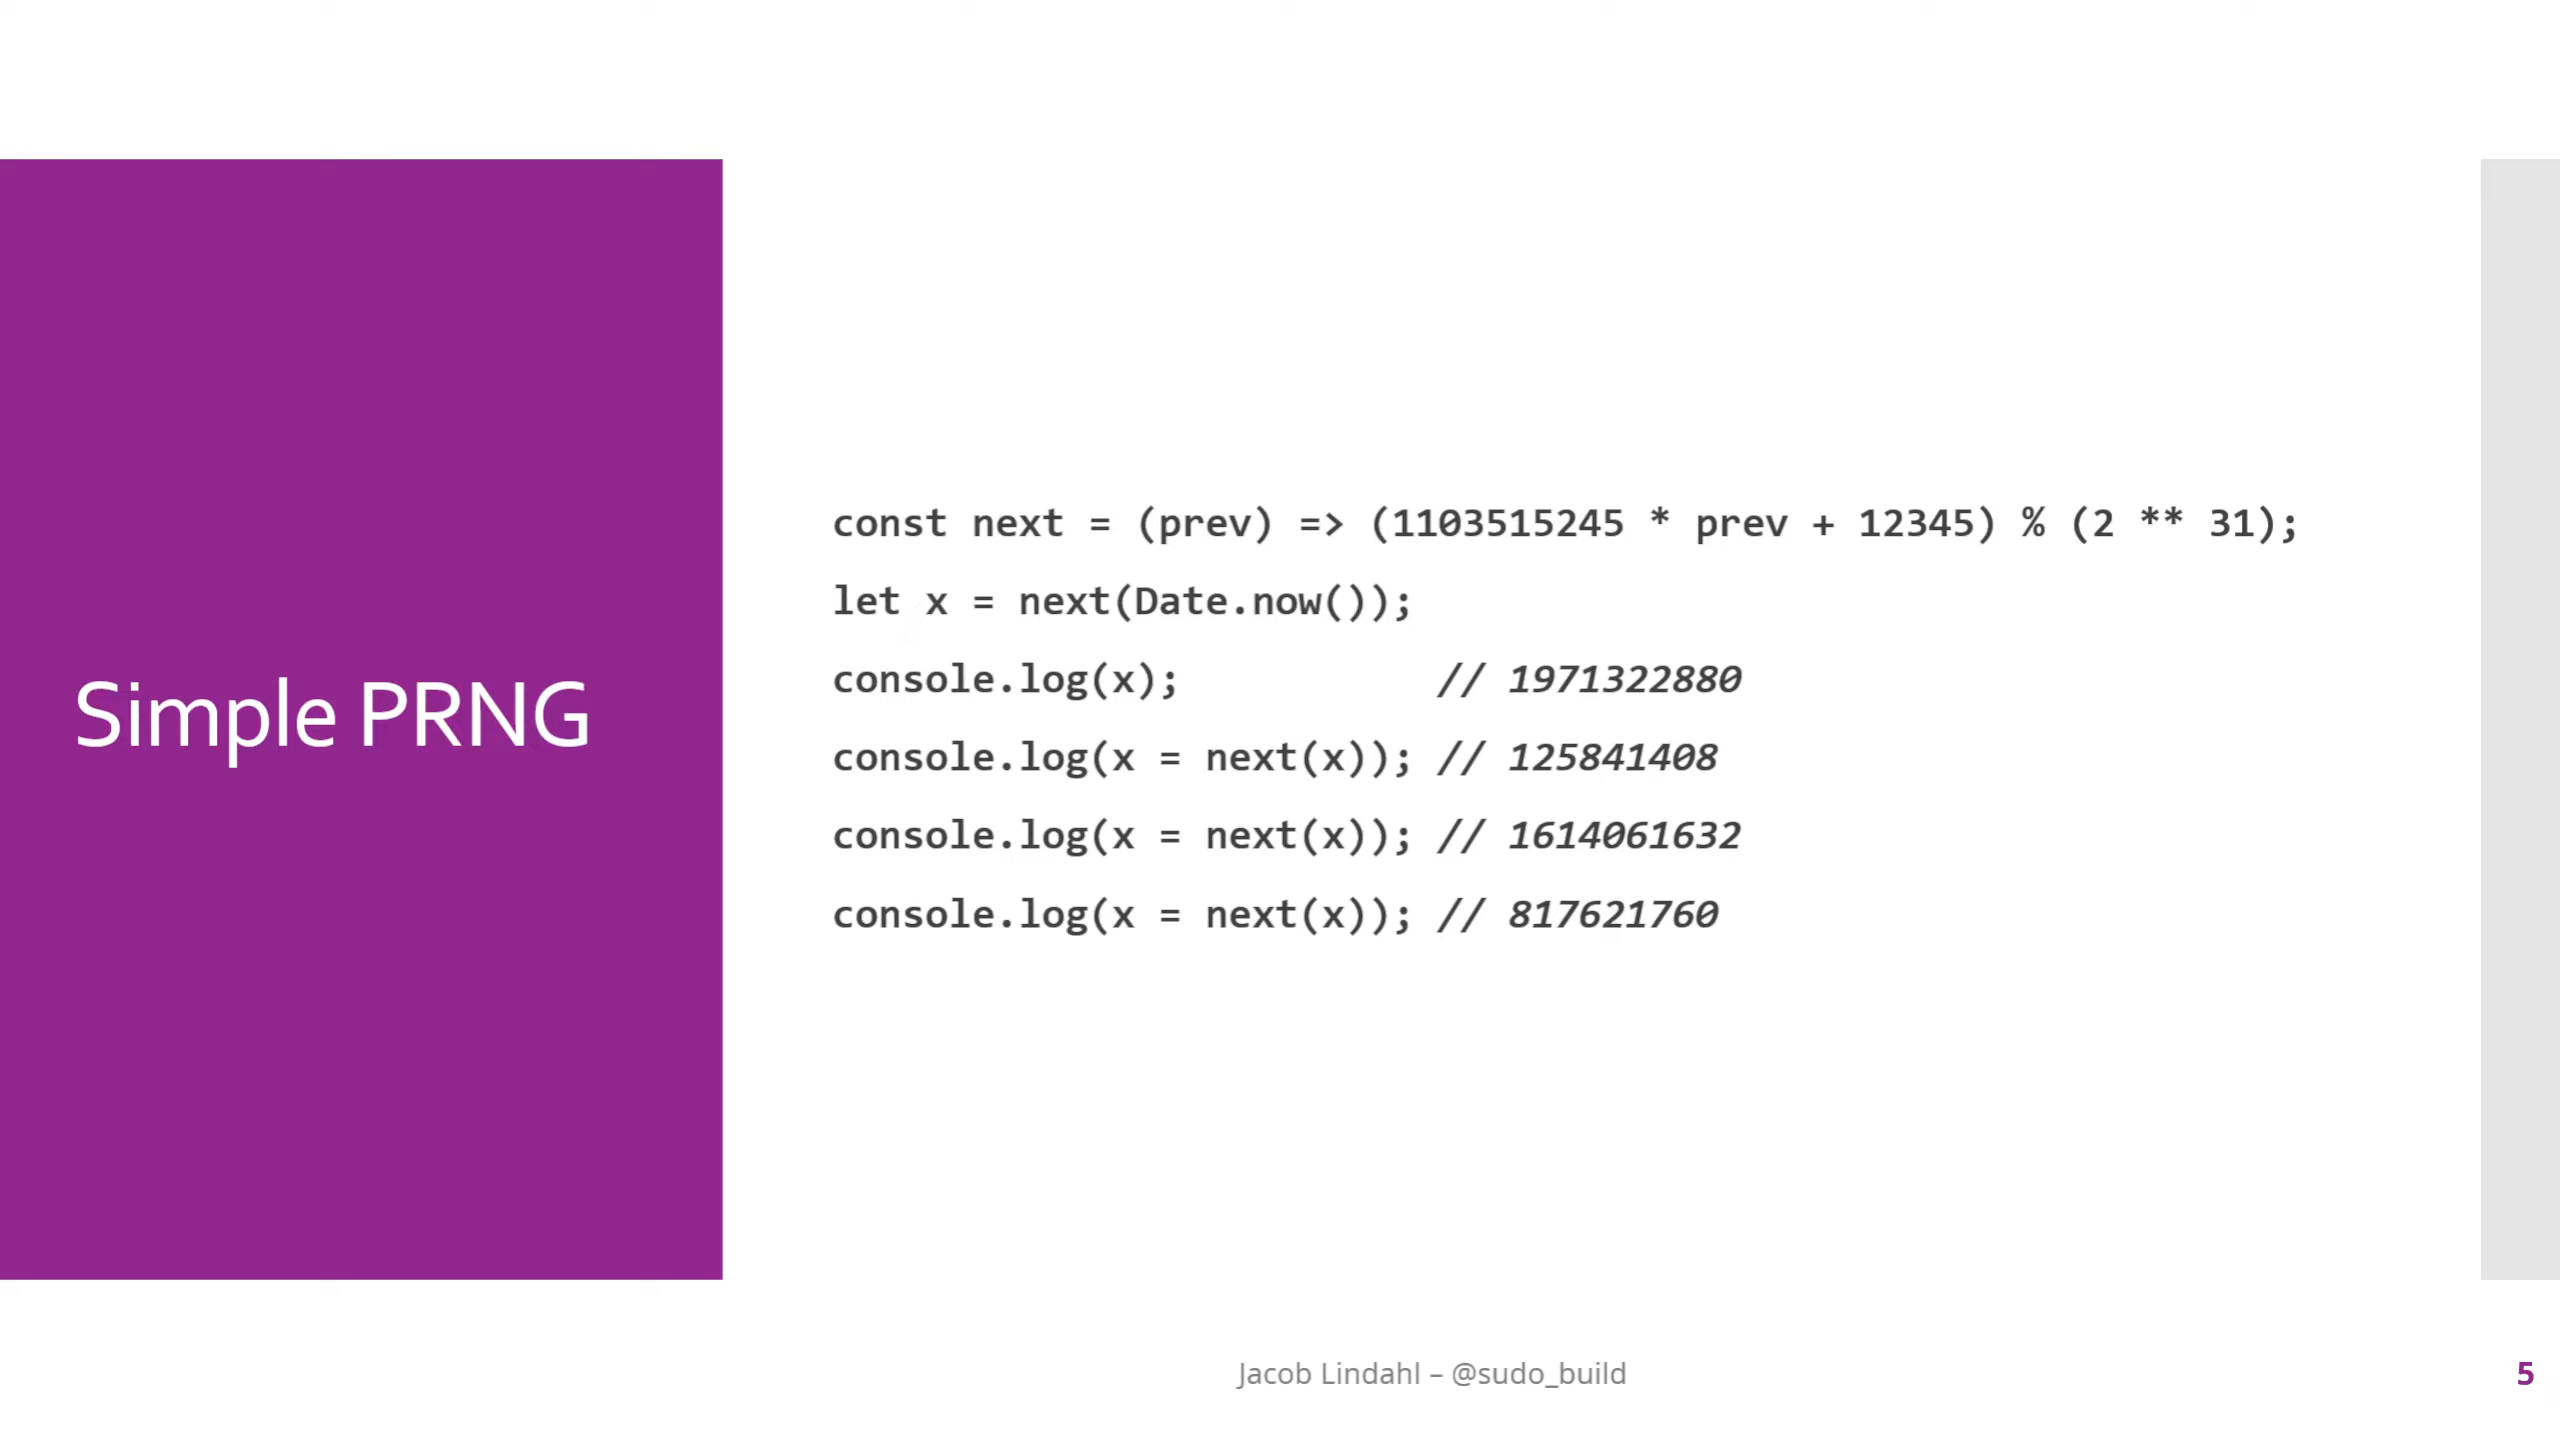 Simple PRNG
const next = (prev) => (1103515245 * prev + 12345) % (2 ** 31);
let x = next(Date.now());
console.log(x);           // 1971322880
console.log(x = next(x)); // 125841408
console.log(x = next(x)); // 1614061632
console.log(x = next(x)); // 817621760
Jacob Lindahl – @sudo_build
5